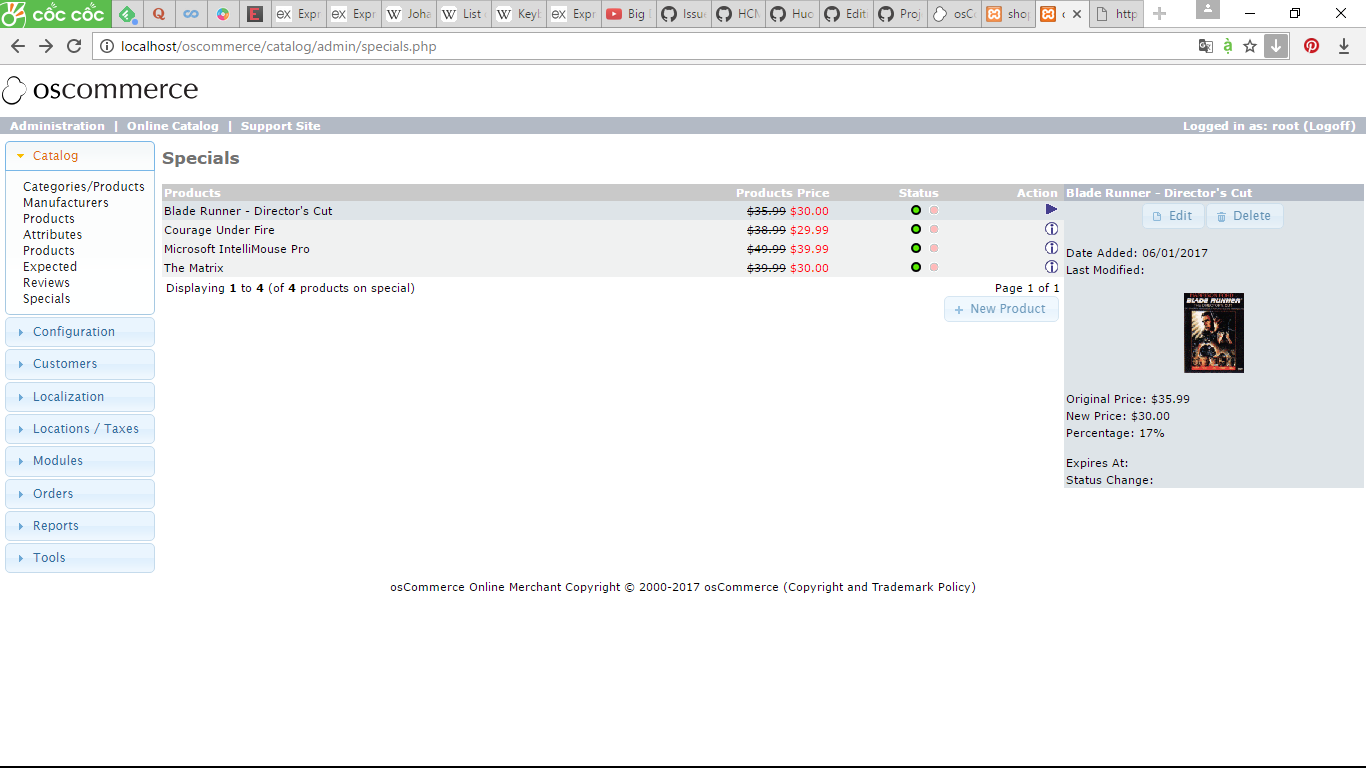 cốc cốc
Expr
Expr
Joha
List
Keyb
Expr
Big
Issu
HCM
Huo
Edit
Proj
osC
shop
http
localhost/oscommerce/catalog/admin/specials.php
oscommerce
Administration | Online Catalog | Support Site
Logged in as: root (Logoff)
Catalog
Categories/Products
Manufacturers
Products
Attributes
Products
Expected
Reviews
Specials
Configuration
Customers
Localization
Locations / Taxes
Modules
Orders
Reports
Tools
Specials
Products Products Price Status Action
Blade Runner - Director's Cut $35.99 $30.00
Courage Under Fire $38.99 $29.99
Microsoft IntelliMouse Pro $49.99 $39.99
The Matrix $39.99 $30.00
Displaying 1 to 4 (of 4 products on special) Page 1 of 1
New Product
Blade Runner - Director's Cut
Edit Delete
Date Added: 06/01/2017
Last Modified:
BLADE RUNNER
Original Price: $35.99
New Price: $30.00
Percentage: 17%
Expires At:
Status Change:
osCommerce Online Merchant Copyright © 2000-2017 osCommerce (Copyright and Trademark Policy)